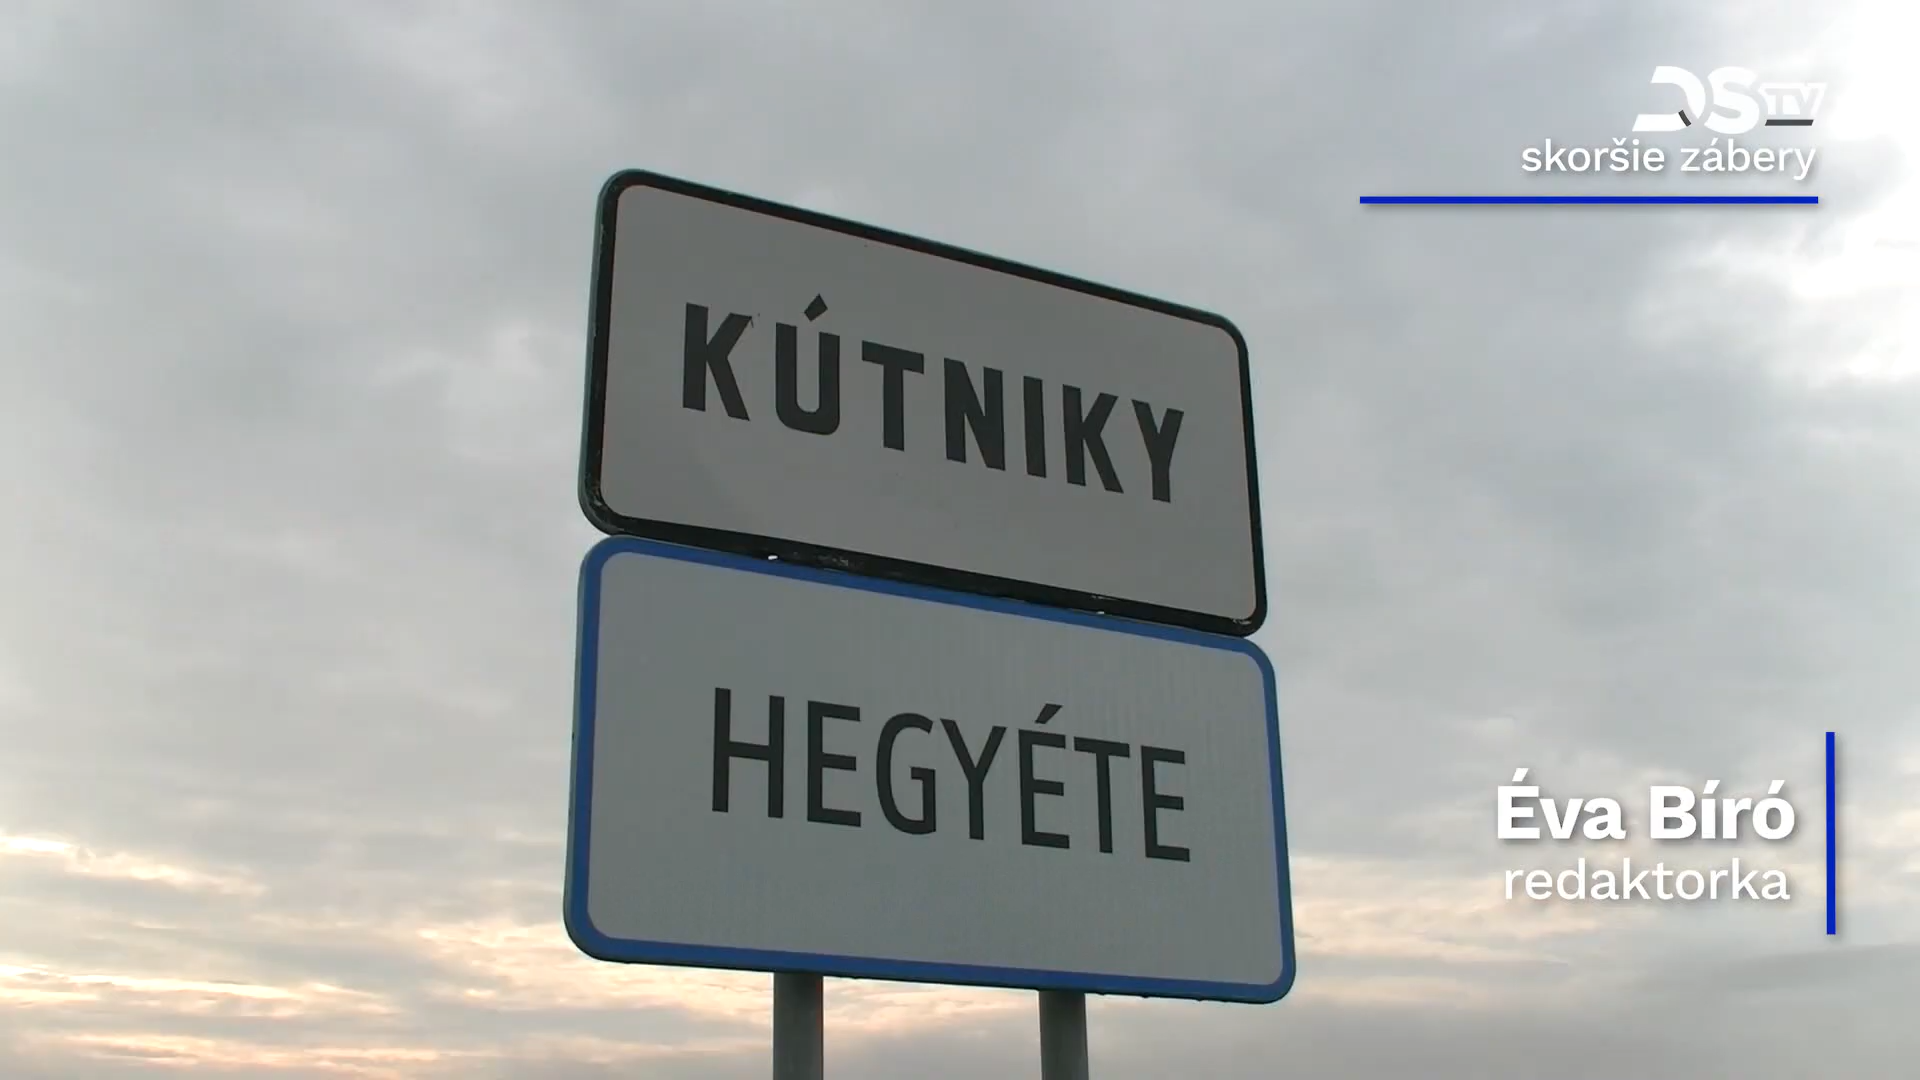 DSTV
skoršie zábery
KÚTNIKY
HEGYÉTE
Éva Bíró
redaktorka